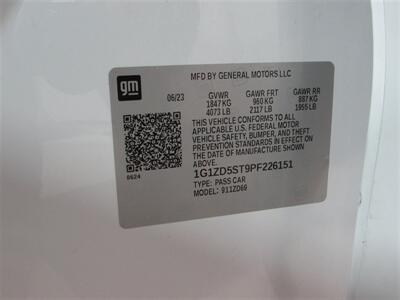 gm
MFD BY GENERAL MOTORS LLC
06/23 GVWR GAWR FRT GAWR RR
1847 KG 960 KG 887 KG
4073 LB 2117 LB 1955 LB
THIS VEHICLE CONFORMS TO ALL
APPLICABLE U.S. FEDERAL MOTOR
VEHICLE SAFETY, BUMPER, AND THEFT
PREVENTION STANDARDS IN EFFECT ON
THE DATE OF MANUFACTURE SHOWN
ABOVE.
8624
1G1ZD5ST9PF226151
TYPE: PASS CAR
MODEL: 911ZD69